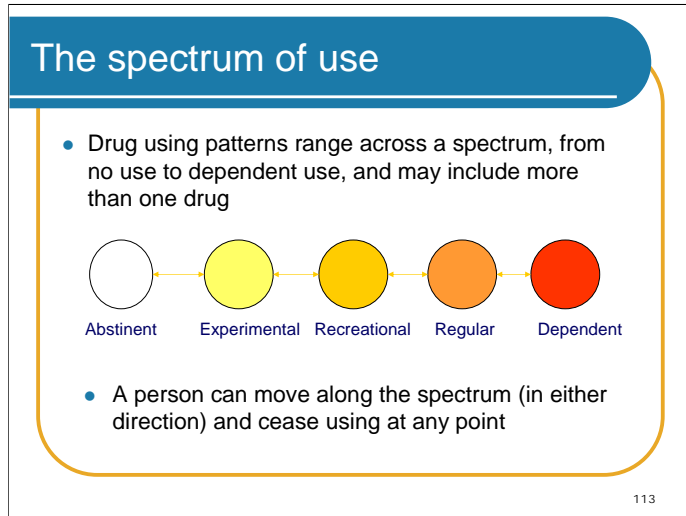 The spectrum of use
• Drug using patterns range across a spectrum, from
no use to dependent use, and may include more
than one drug
Abstinent Experimental Recreational Regular Dependent
• A person can move along the spectrum (in either
direction) and cease using at any point
113